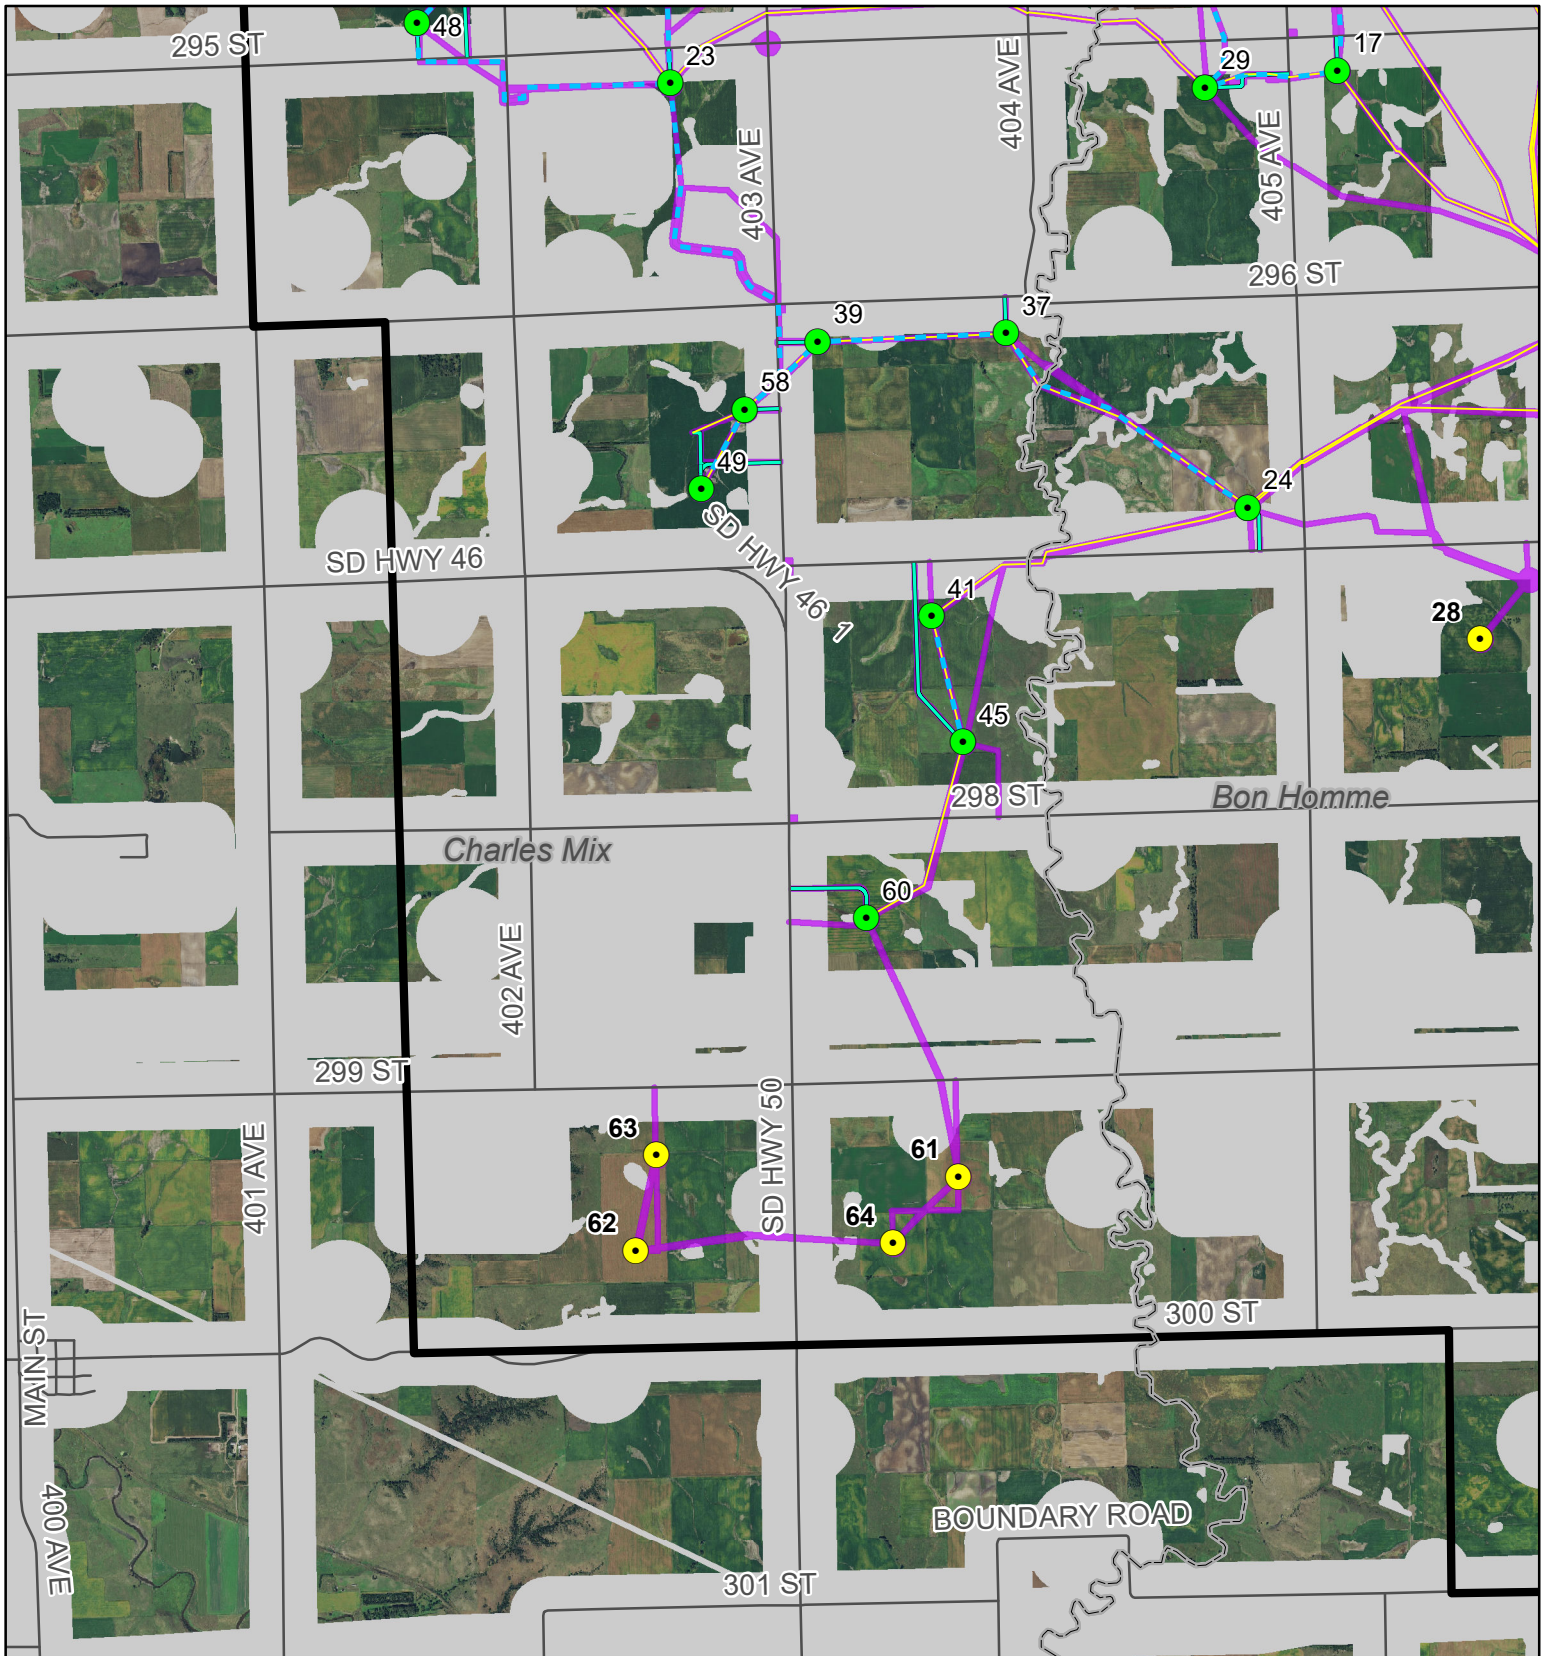 48
295 ST
23
17
29
404 AVE
403 AVE
405 AVE
296 ST
37
39
58
49
24
SD HWY 46
SD HWY 46 1
41
28
45
298 ST
Bon Homme
Charles Mix
60
402 AVE
299 ST
SD HWY 50
401 AVE
63
61
62
64
300 ST
MAIN ST
400 AVE
BOUNDARY ROAD
301 ST